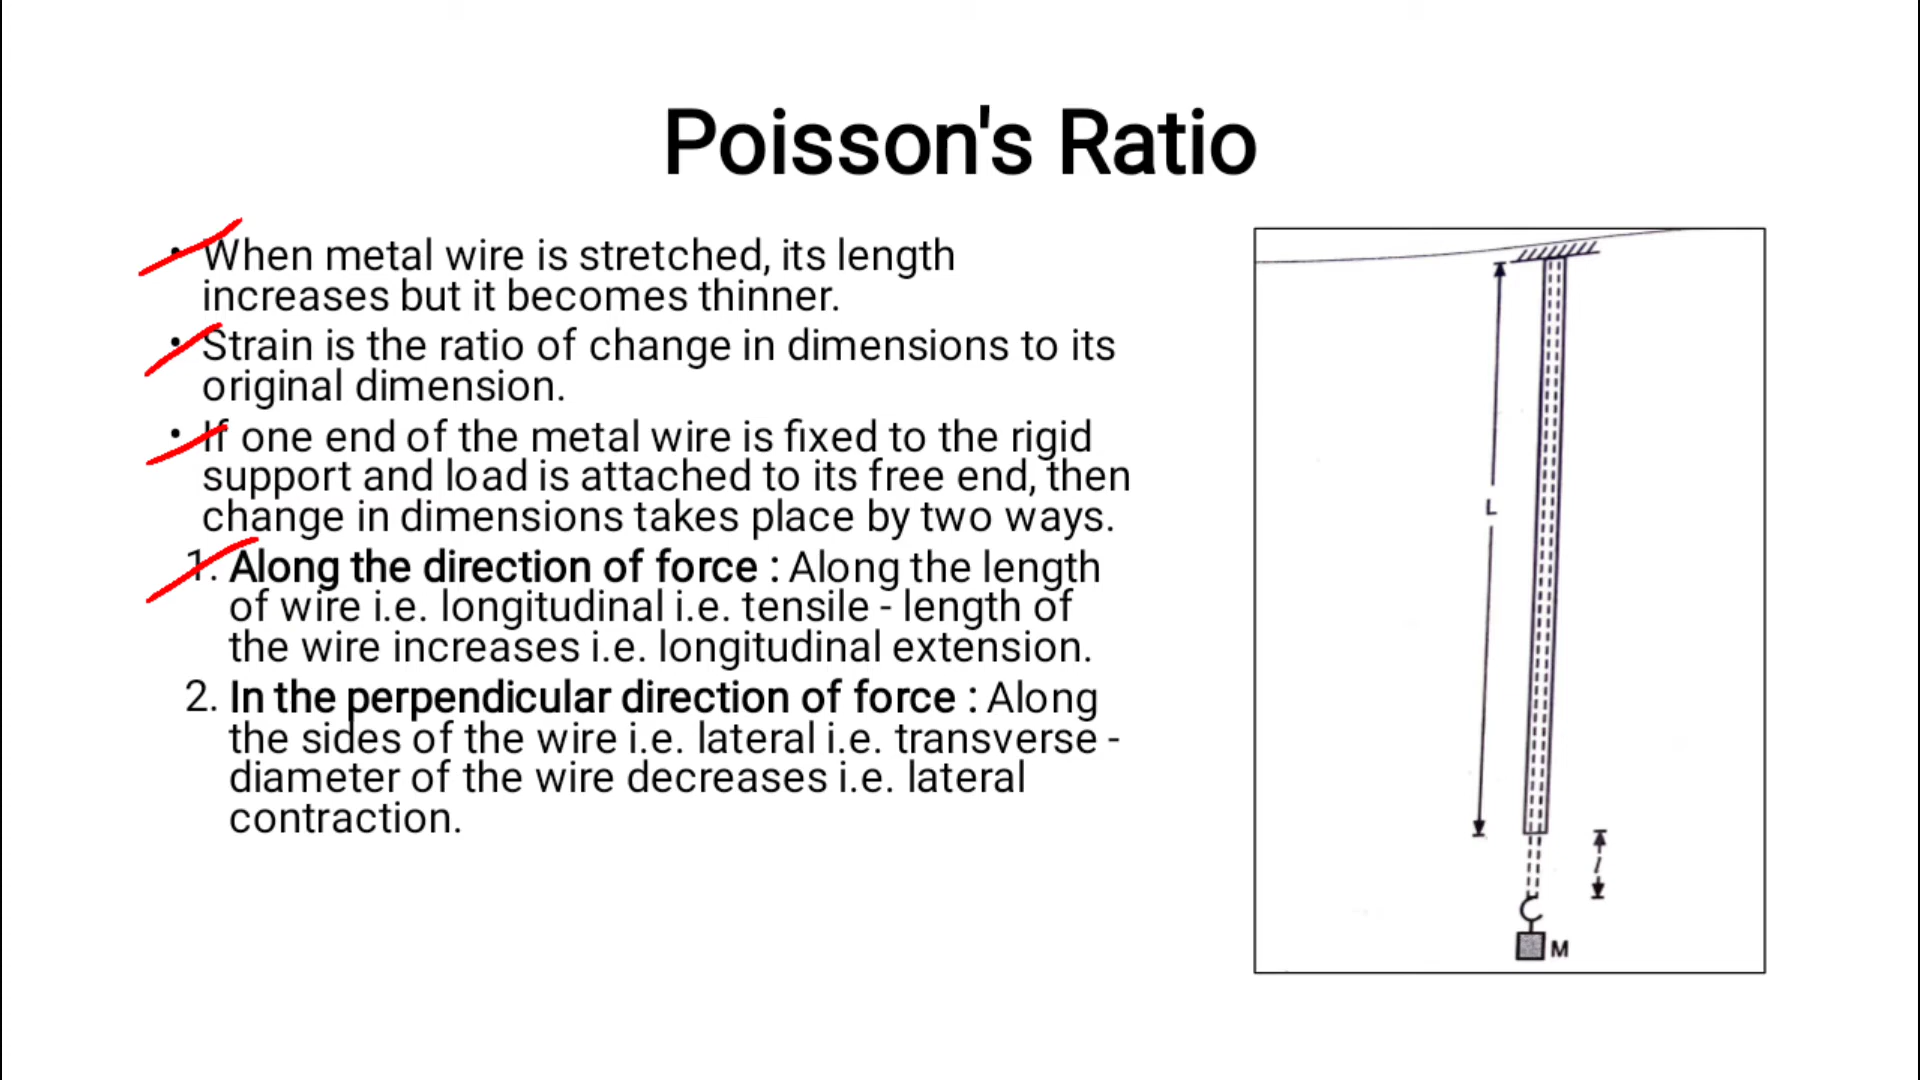 Poisson's Ratio
• When metal wire is stretched, its length
increases but it becomes thinner.
• Strain is the ratio of change in dimensions to its
original dimension.
• If one end of the metal wire is fixed to the rigid
support and load is attached to its free end, then
change in dimensions takes place by two ways.
1. Along the direction of force : Along the length
of wire i.e. longitudinal i.e. tensile - length of
the wire increases i.e. longitudinal extension.
2. In the perpendicular direction of force : Along
the sides of the wire i.e. lateral i.e. transverse -
diameter of the wire decreases i.e. lateral
contraction.
L
l
M